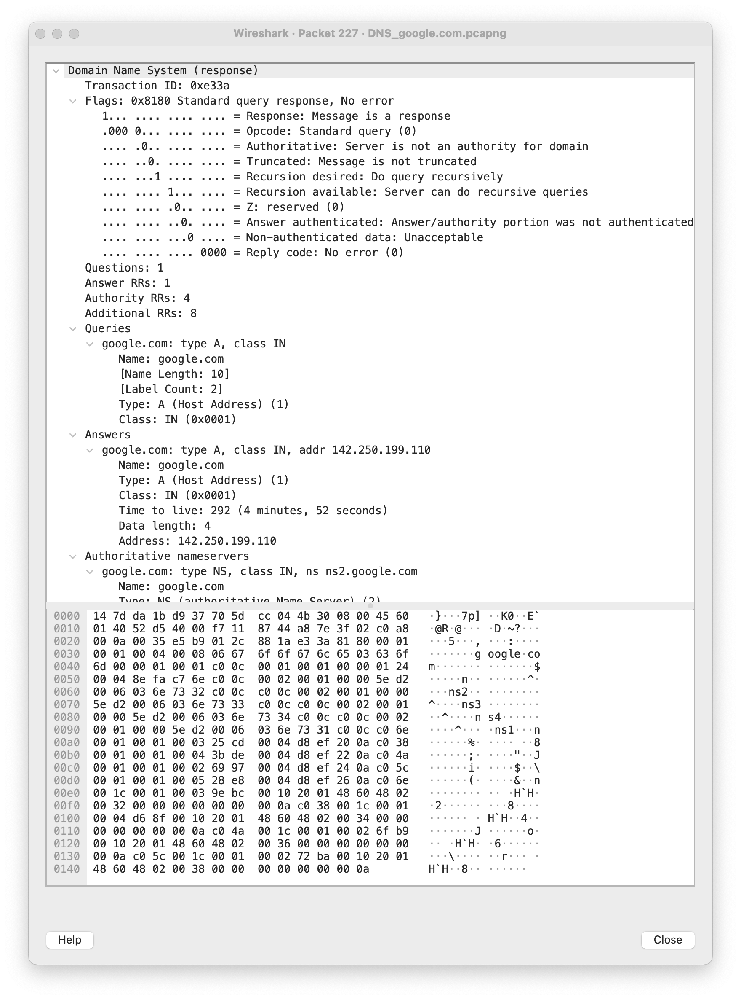 Wireshark · Packet 227 · DNS_google.com.pcapng
Domain Name System (response)
Transaction ID: 0xe33a
Flags: 0x8180 Standard query response, No error
1... .... .... .... = Response: Message is a response
.000 0... .... .... = Opcode: Standard query (0)
.... .0.. .... .... = Authoritative: Server is not an authority for domain
.... ..0. .... .... = Truncated: Message is not truncated
.... ...1 .... .... = Recursion desired: Do query recursively
.... .... 1... .... = Recursion available: Server can do recursive queries
.... .... .0.. .... = Z: reserved (0)
.... .... ..0. .... = Answer authenticated: Answer/authority portion was not authenticated
.... .... ...0 .... = Non-authenticated data: Unacceptable
.... .... .... 0000 = Reply code: No error (0)
Questions: 1
Answer RRs: 1
Authority RRs: 4
Additional RRs: 8
Queries
google.com: type A, class IN
Name: google.com
[Name Length: 10]
[Label Count: 2]
Type: A (Host Address) (1)
Class: IN (0x0001)
Answers
google.com: type A, class IN, addr 142.250.199.110
Name: google.com
Type: A (Host Address) (1)
Class: IN (0x0001)
Time to live: 292 (4 minutes, 52 seconds)
Data length: 4
Address: 142.250.199.110
Authoritative nameservers
google.com: type NS, class IN, ns ns2.google.com
Name: google.com
Type: NS (authoritative Name Server) (2)
0000 14 7d da 1b d9 37 70 5d cc 04 4b 30 08 00 45 60 ·}···7p] ··K0··E`
0010 01 40 52 d5 40 00 f7 11 87 44 a8 7e 3f 02 c0 a8 ·@R·@··· ·D·~?···
0020 00 0a 00 35 e5 b9 01 2c 88 1a e3 3a 81 80 00 01 ···5···, ···:····
0030 00 01 00 04 00 08 06 67 6f 6f 67 6c 65 03 63 6f ·······g oogle·co
0040 6d 00 00 01 00 01 c0 0c 00 01 00 01 00 00 01 24 m······· ·······$
0050 00 04 8e fa c7 6e c0 0c 00 02 00 01 00 00 5e d2 ·····n·· ······^·
0060 00 06 03 6e 73 32 c0 0c c0 0c 00 02 00 01 00 00 ···ns2·· ········
0070 5e d2 00 06 03 6e 73 33 c0 0c c0 0c 00 02 00 01 ^····ns3 ········
0080 00 00 5e d2 00 06 03 6e 73 34 c0 0c c0 0c 00 02 ··^····n s4······
0090 00 01 00 00 5e d2 00 06 03 6e 73 31 c0 0c c0 6e ····^··· ·ns1···n
00a0 00 01 00 01 00 03 25 cd 00 04 d8 ef 20 0a c0 38 ······%· ···· ··8
00b0 00 01 00 01 00 04 3b de 00 04 d8 ef 22 0a c0 4a ······;· ····"··J
00c0 00 01 00 01 00 02 69 97 00 04 d8 ef 24 0a c0 5c ······i· ····$··\
00d0 00 01 00 01 00 05 28 e8 00 04 d8 ef 26 0a c0 6e ······(· ····&··n
00e0 00 1c 00 01 00 03 9e bc 00 10 20 01 48 60 48 02 ········ ·· ·H`H·
00f0 00 32 00 00 00 00 00 00 00 0a c0 38 00 1c 00 01 ·2······ ···8····
0100 00 04 d6 8f 00 10 20 01 48 60 48 02 00 34 00 00 ······ · H`H··4··
0110 00 00 00 00 00 0a c0 4a 00 1c 00 01 00 02 6f b9 ·······J ······o·
0120 00 10 20 01 48 60 48 02 00 36 00 00 00 00 00 00 ·· ·H`H· ·6······
0130 00 0a c0 5c 00 1c 00 01 00 02 72 ba 00 10 20 01 ···\···· ··r··· ·
0140 48 60 48 02 00 38 00 00 00 00 00 00 00 0a H`H··8·· ······
Help
Close